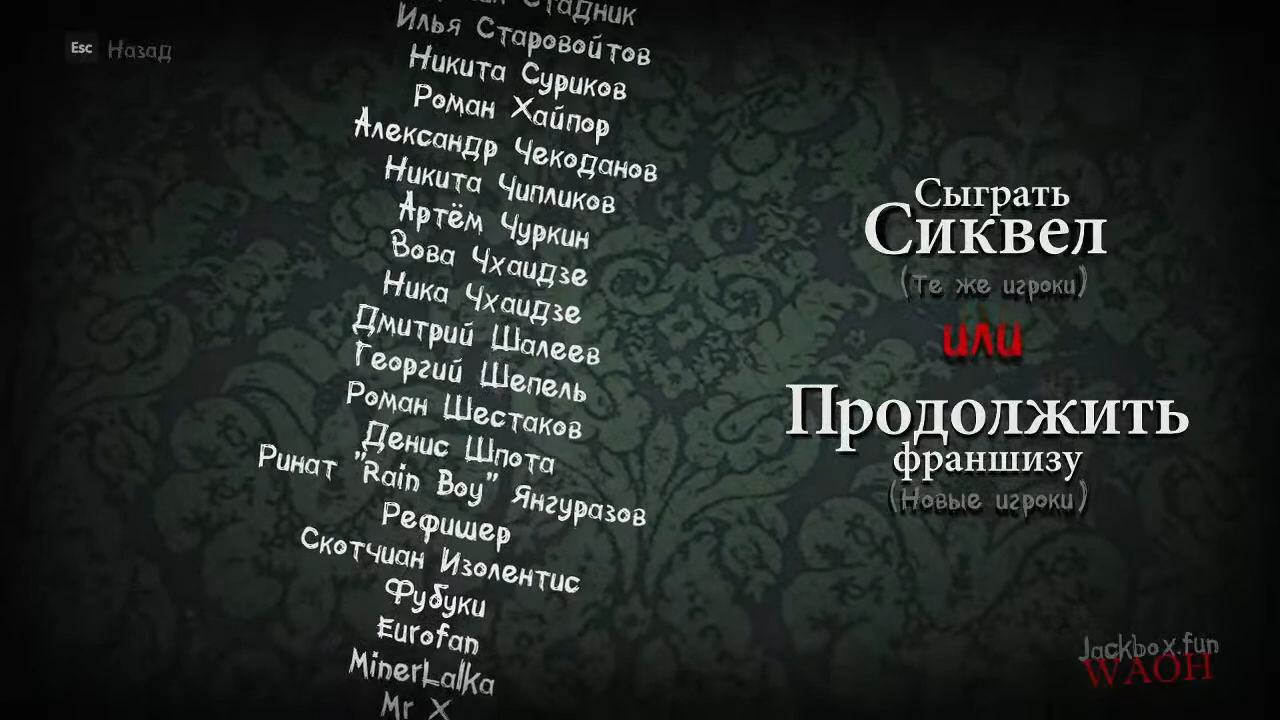 Стадник
Илья Старовойтов
Esc Назад
Никита Суриков
Роман Хайпор
Александр Чекоданов
Никита Чипликов
Артём Чуркин
Вова Чхаидзе
Ника Чхаидзе
Дмитрий Шалеев
Георгий Шепель
Роман Шестаков
Денис Шпота
Ринат "Rain Boy" Янгуразов
Рефишер
Скотчиан Изолентис
Фубуки
Eurofan
MinerLalka
Mr X
Сыграть
Сиквел
(Те же игроки)
или
Продолжить
франшизу
(Новые игроки)
Jackbox.fun
WAOH